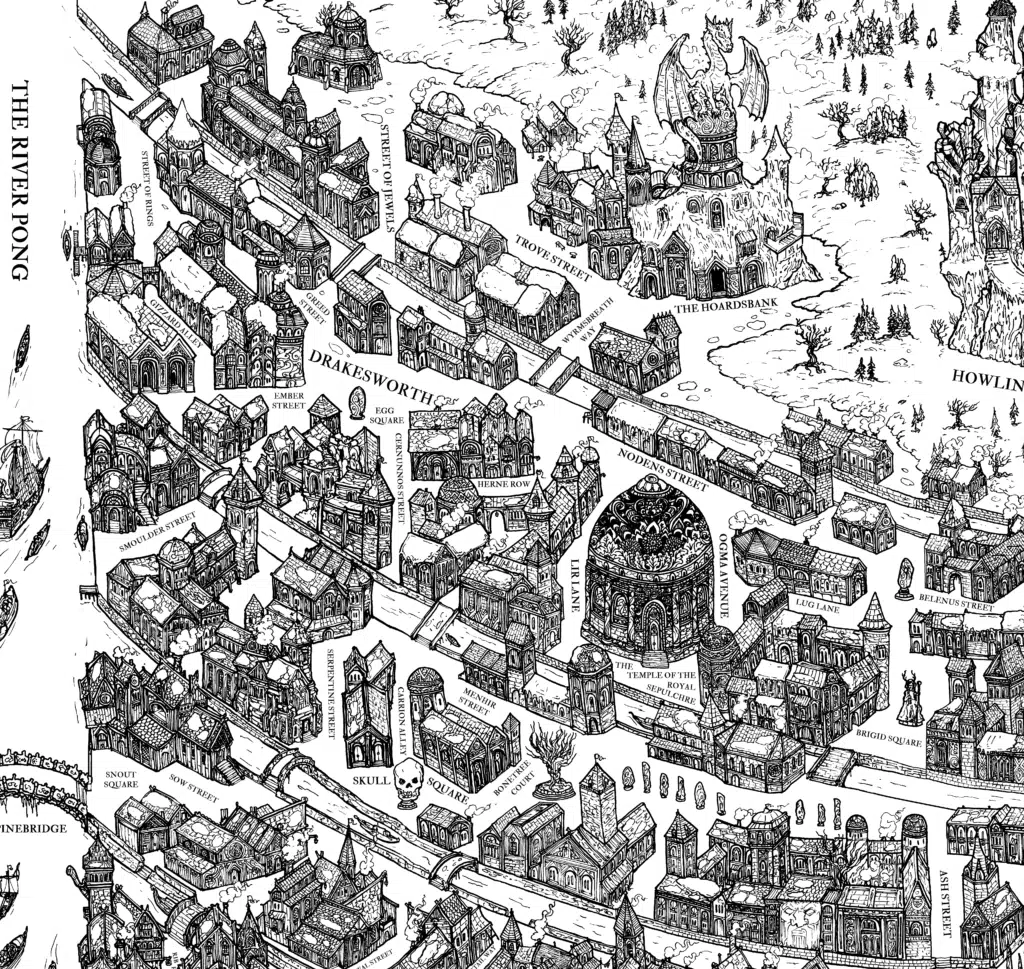 THE RIVER PONG
STREET OF RINGS
STREET OF JEWELS
TROVE STREET
THE HOARDSBANK
WYRMSBREATH
WAY
GIZZARD ALLEY
GREED
STREET
DRAKESWORTH
EMBER
STREET
EGG
SQUARE
HOWLIN
CERNUNNOS STREET
HERNE ROW
NODENS STREET
SMOULDER STREET
LIR LANE
OGMA AVENUE
LUG LANE
BELENUS STREET
THE
TEMPLE OF THE
ROYAL
SEPULCHRE
SERPENTINE STREET
CARRION ALLEY
MENHIR
STREET
BRIGID SQUARE
SNOUT
SQUARE
SOW STREET
SKULL
SQUARE
BONETREE
COURT
PINEBRIDGE
ASH STREET